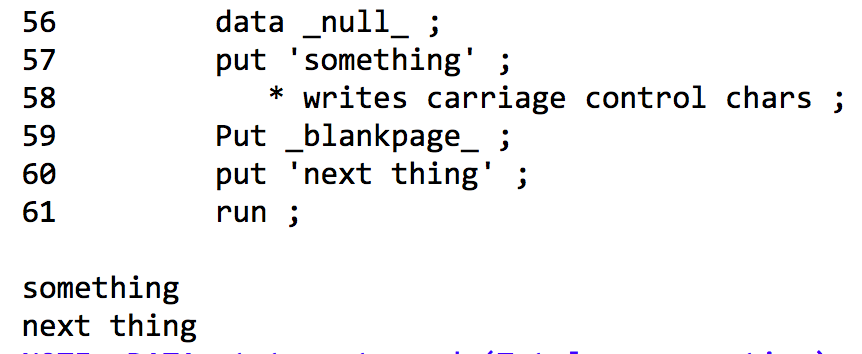 56 data _null_ ;
57 put 'something' ;
58 * writes carriage control chars ;
59 Put _blankpage_ ;
60 put 'next thing' ;
61 run ;
something
next thing